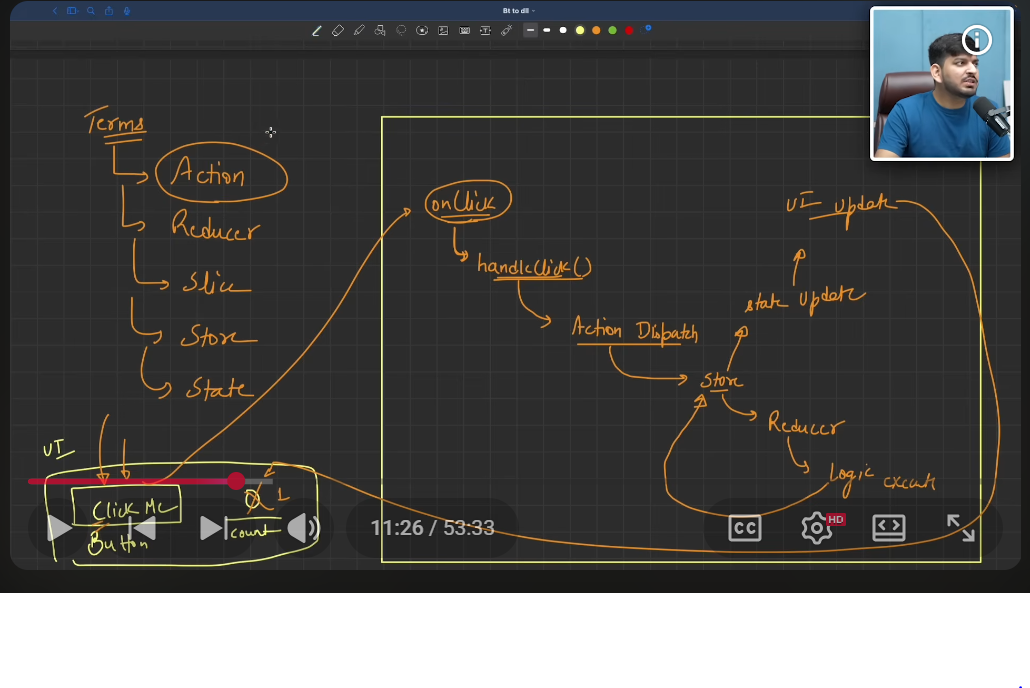 Bt to dll
Terms
Action
Reducer
Slice
Store
State
UI
Click Me
Button
0 1
count
onClick
handleClick()
Action Dispatch
Store
Reducer
Logic execute
state update
UI update
11:26 / 53:33
CC
HD